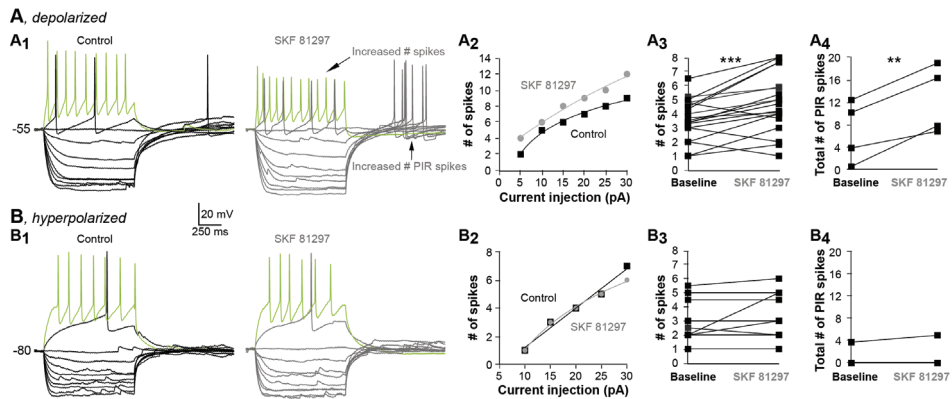 A, depolarized
A1
Control
SKF 81297
Increased # spikes
Increased # PIR spikes
-55
20 mV
250 ms
A2
# of spikes
14
12
10
8
6
4
2
0
SKF 81297
Control
0 5 10 15 20 25 30
Current injection (pA)
A3
# of spikes
8
7
6
5
4
3
2
1
0
***
Baseline SKF 81297
A4
Total # of PIR spikes
20
16
12
8
4
0
**
Baseline SKF 81297
B, hyperpolarized
B1
Control
SKF 81297
-80
B2
# of spikes
8
6
4
2
0
Control
SKF 81297
5 10 15 20 25 30
Current injection (pA)
B3
# of spikes
8
7
6
5
4
3
2
1
0
Baseline SKF 81297
B4
Total # of PIR spikes
20
16
12
8
4
0
Baseline SKF 81297